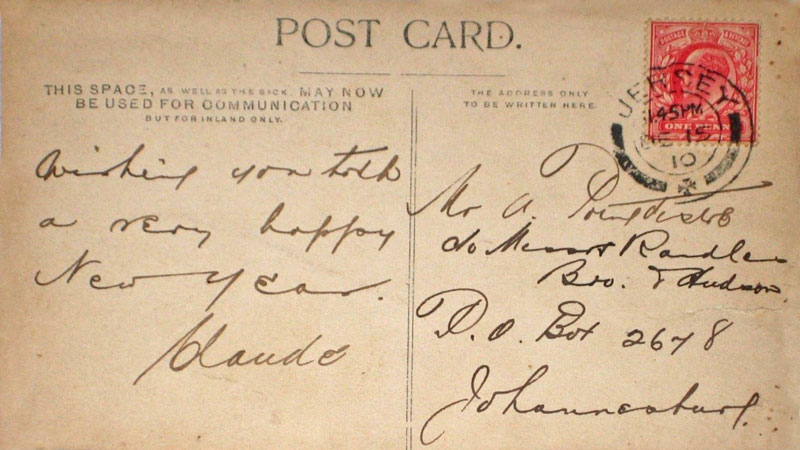 POST CARD.
THIS SPACE, AS WELL AS THE BACK, MAY NOW
BE USED FOR COMMUNICATION
BUT FOR INLAND ONLY.
THE ADDRESS ONLY
TO BE WRITTEN HERE.
JERSEY
45 PM
DE 15
10
ONE PENNY
Wishing you both
a very happy
New Year.
Claude
Mr A.
c/o Messrs Randles
Bro. & Hudson
P.O. Box 2678
Johannesburg.